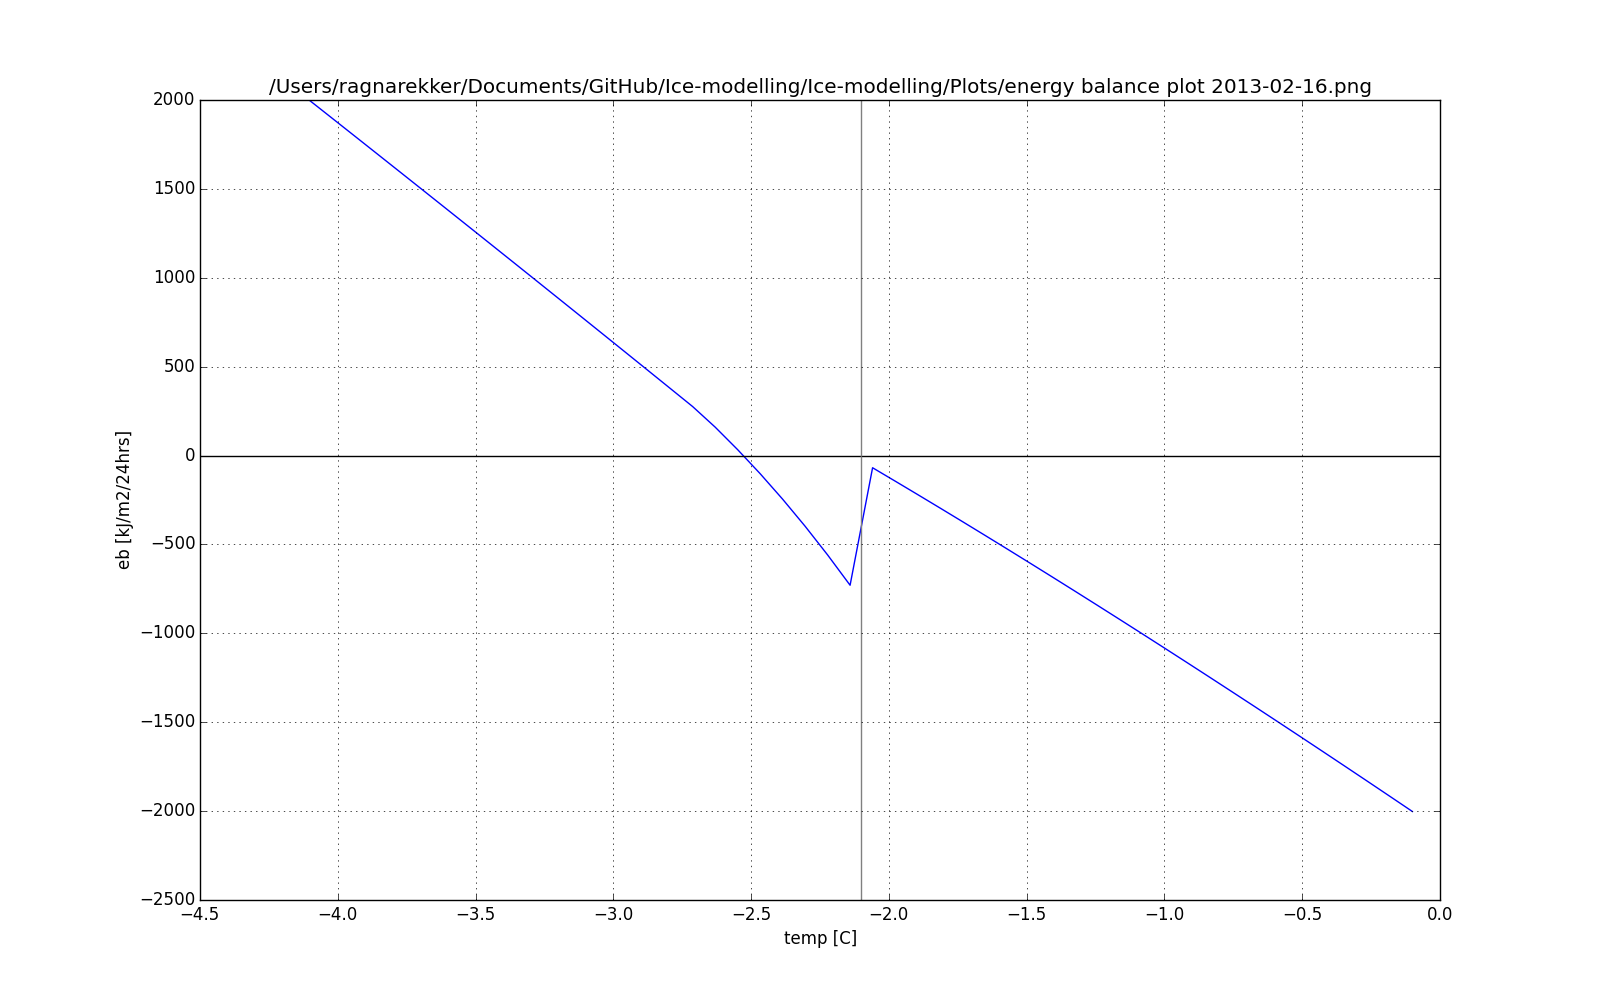 /Users/ragnarekker/Documents/GitHub/Ice-modelling/Ice-modelling/Plots/energy balance plot 2013-02-16.png
2000
1500
1000
500
0
−500
−1000
−1500
−2000
−2500
eb [kJ/m2/24hrs]
−4.5 −4.0 −3.5 −3.0 −2.5 −2.0 −1.5 −1.0 −0.5 0.0
temp [C]